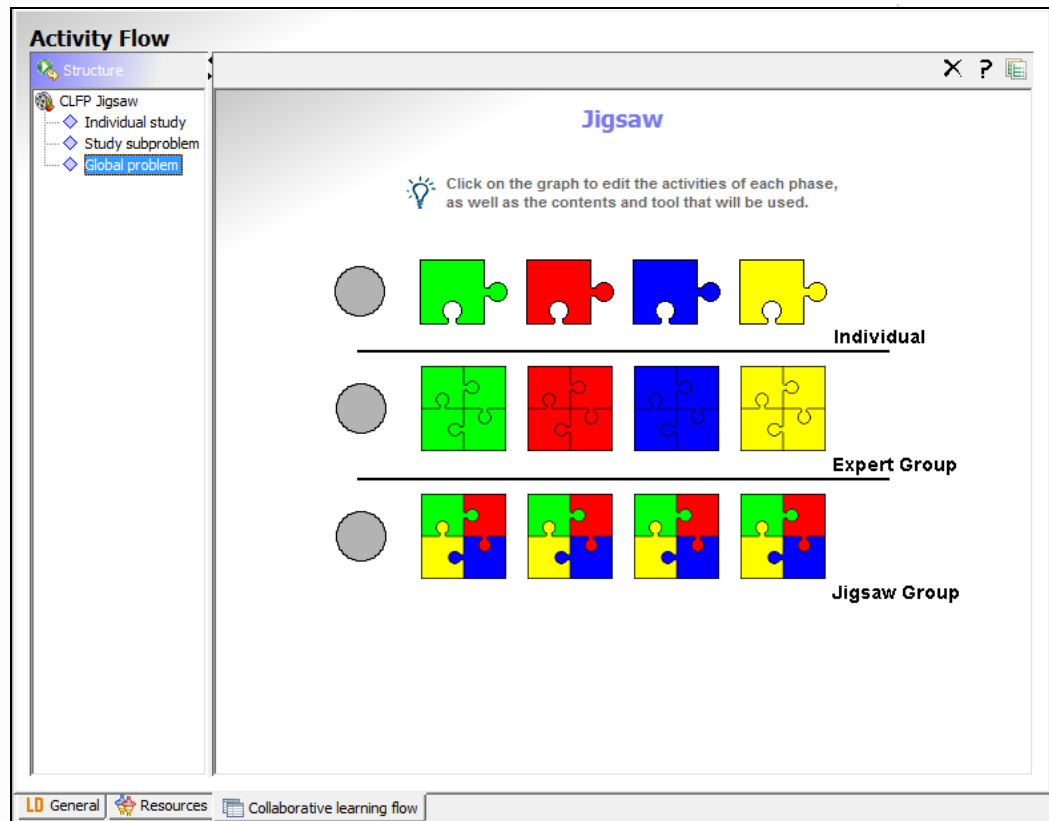 Activity Flow
Structure
?
CLFP Jigsaw
Individual study
Study subproblem
Global problem
Jigsaw
Click on the graph to edit the activities of each phase,
as well as the contents and tool that will be used.
Individual
Expert Group
Jigsaw Group
LD General
Resources
Collaborative learning flow